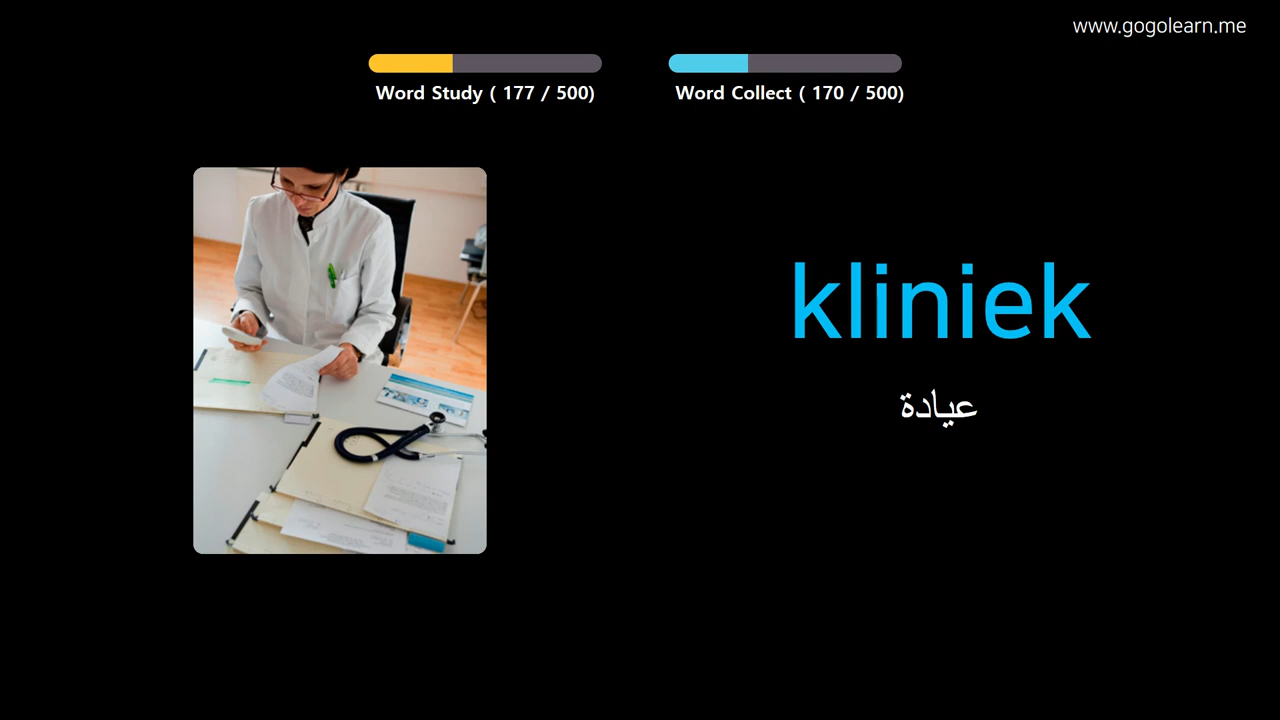 www.gogolearn.me
Word Study ( 177 / 500)
Word Collect ( 170 / 500)
kliniek
عيادة